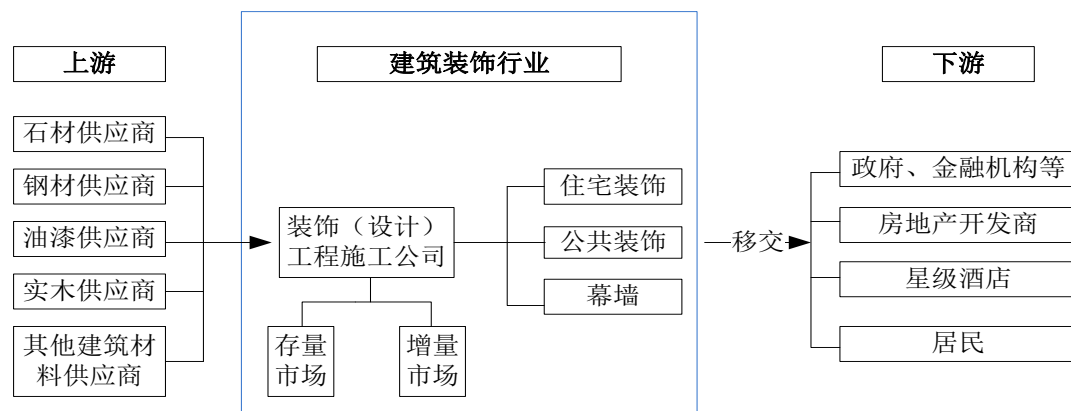 上游
建筑装饰行业
下游
石材供应商
钢材供应商
油漆供应商
实木供应商
其他建筑材
料供应商
装饰（设计）
工程施工公司
存量
市场
增量
市场
住宅装饰
公共装饰
幕墙
移交
政府、金融机构等
房地产开发商
星级酒店
居民